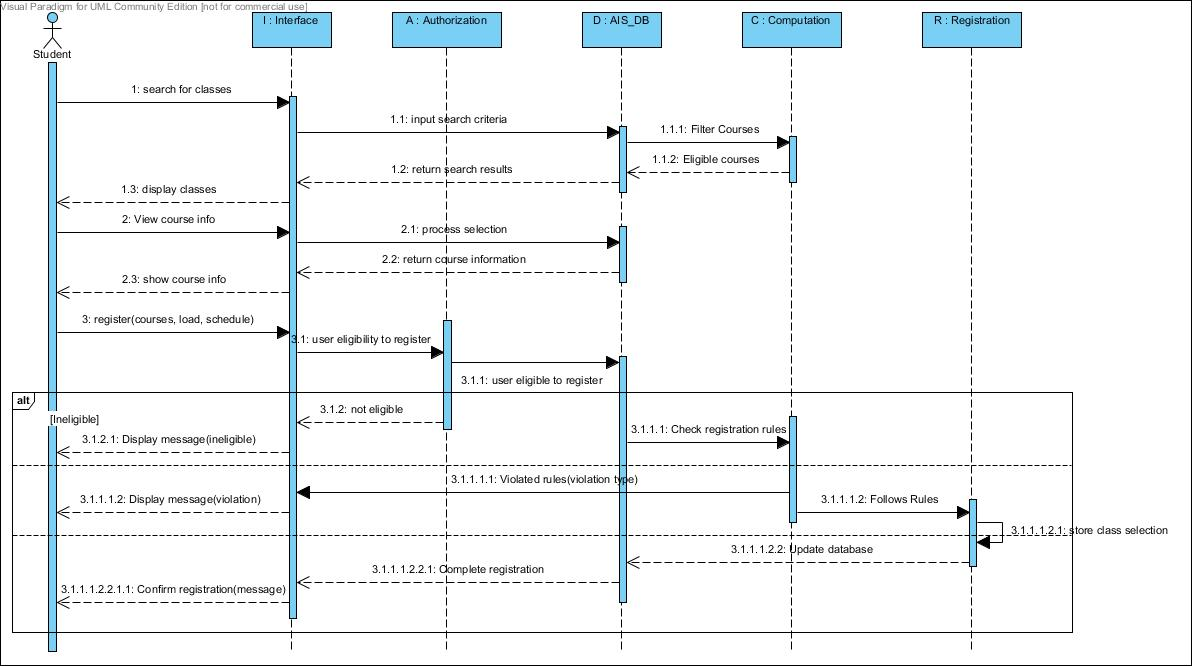 Visual Paradigm for UML Community Edition [not for commercial use]
I : Interface
A : Authorization
D : AIS_DB
C : Computation
R : Registration
Student
1: search for classes
1.1: input search criteria
1.1.1: Filter Courses
1.1.2: Eligible courses
1.2: return search results
1.3: display classes
2: View course info
2.1: process selection
2.2: return course information
2.3: show course info
3: register(courses, load, schedule)
3.1: user eligibility to register
3.1.1: user eligible to register
alt
[Ineligible]
3.1.2: not eligible
3.1.1.1: Check registration rules
3.1.2.1: Display message(ineligible)
3.1.1.1.1: Violated rules(violation type)
3.1.1.1.2: Display message(violation)
3.1.1.1.2: Follows Rules
3.1.1.1.2.1: store class selection
3.1.1.1.2.2: Update database
3.1.1.1.2.2.1: Complete registration
3.1.1.1.2.2.1.1: Confirm registration(message)